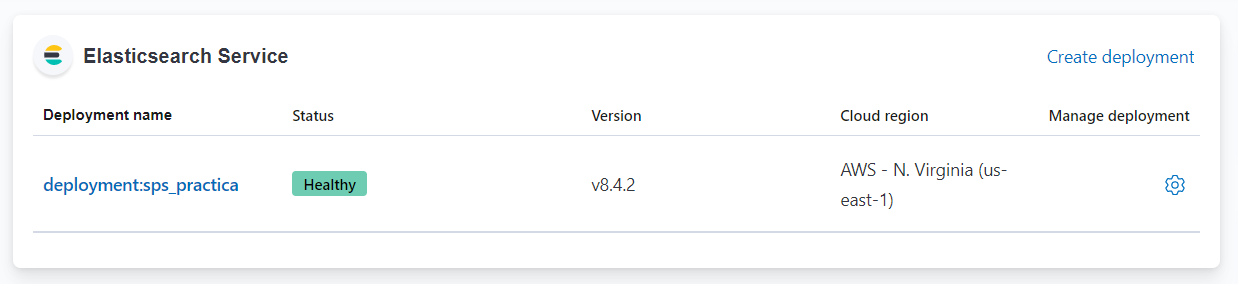 Elasticsearch Service
Create deployment
Deployment name Status Version Cloud region Manage deployment
deployment:sps_practica Healthy v8.4.2 AWS - N. Virginia (us-
east-1)